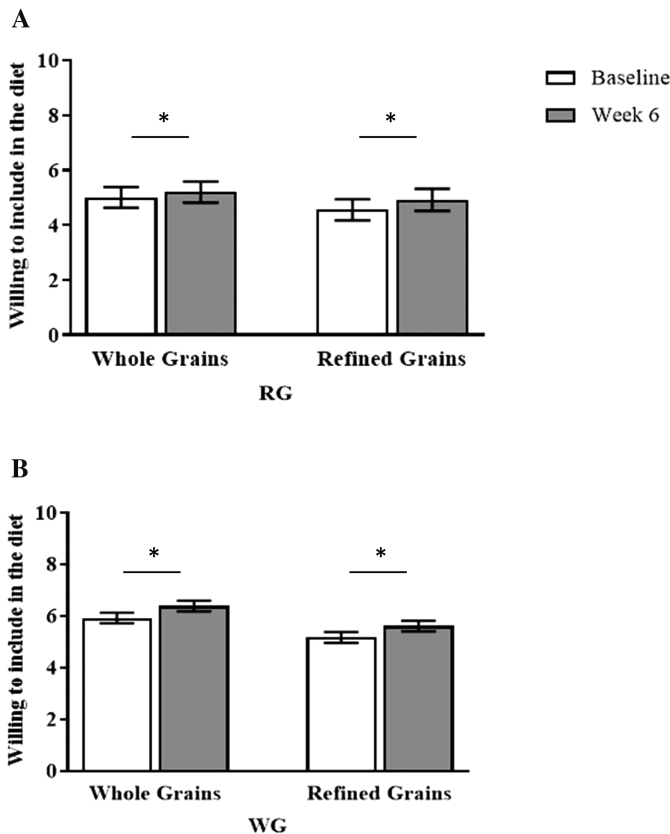 A
Willing to include in the diet
10
8
6
4
2
0
*
*
Baseline
Week 6
Whole Grains
Refined Grains
RG
B
Willing to include in the diet
10
8
6
4
2
0
*
*
Whole Grains
Refined Grains
WG